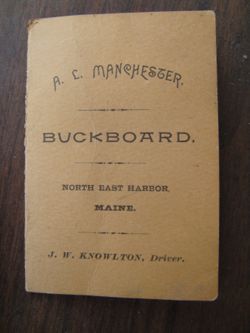 A. L. MANCHESTER.
BUCKBOARD.
NORTH EAST HARBOR,
MAINE.
J. W. KNOWLTON, Driver.